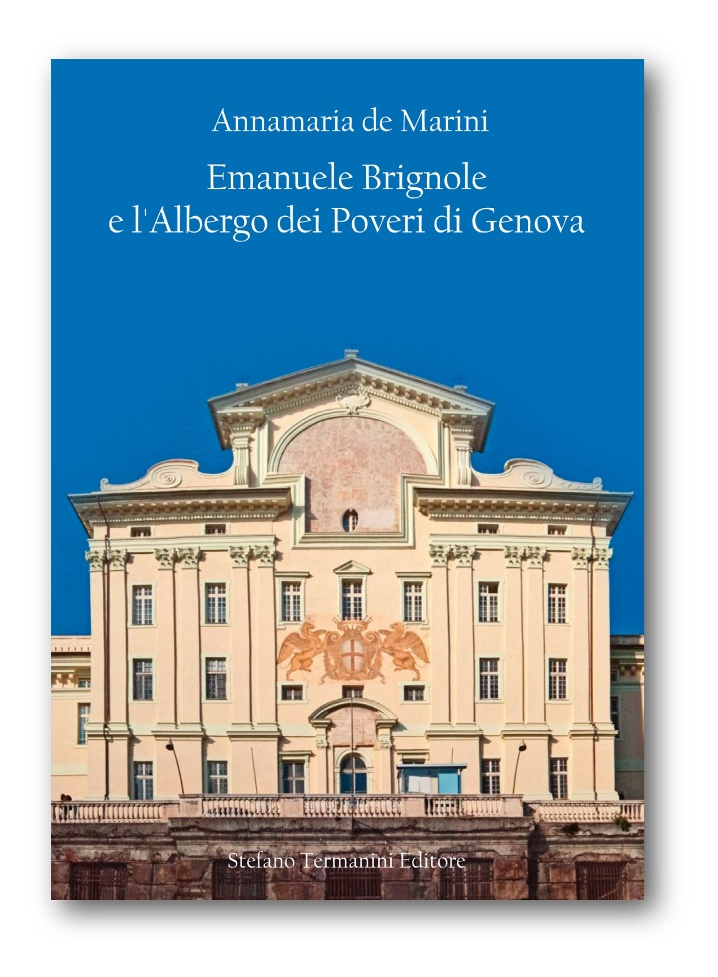 Annamaria de Marini
Emanuele Brignole
e l'Albergo dei Poveri di Genova
Stefano Termanini Editore